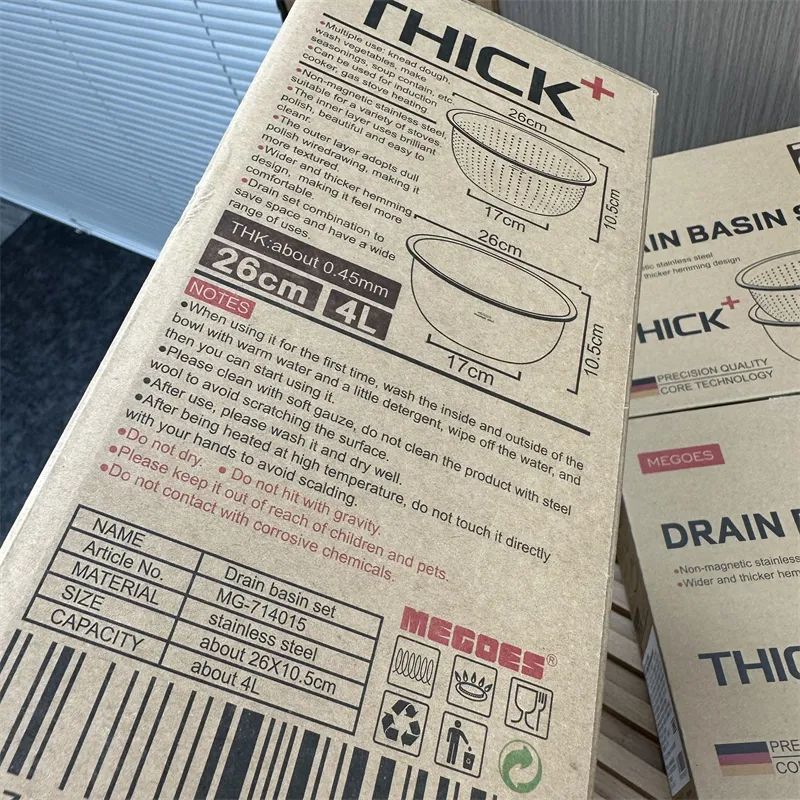 THICK+
•Multiple use: knead dough,
wash vegetables, make
seasonings, soup contain, etc.
•Can be used for induction
cooker, gas stove heating
•Non-magnetic stainless steel,
suitable for a variety of stoves.
•The inner layer uses brilliant
polish, beautiful and easy to
cleanr.
•The outer layer adopts dull
polish wiredrawing, making it
more textured.
•Wider and thicker hemming
design, making it feel more
comfortable.
•Drain set combination to
save space and have a wide
range of uses.
26cm
17cm
10.5cm
26cm
17cm
10.5cm
THK:about 0.45mm
26cm 4L
NOTES
•When using it for the first time, wash the inside and outside of the
bowl with warm water and a little detergent, wipe off the water, and
then you can start using it.
•Please clean with soft gauze, do not clean the product with steel
wool to avoid scratching the surface.
•After use, please wash it and dry well.
•After being heated at high temperature, do not touch it directly
with your hands to avoid scalding.
•Do not dry. •Do not hit with gravity.
•Please keep it out of reach of children and pets.
•Do not contact with corrosive chemicals.
NAME Drain basin set
Article No. MG-714015
MATERIAL stainless steel
SIZE about 26X10.5cm
CAPACITY about 4L
MEGOES®
7
AIN BASIN S
netic stainless steel
thicker hemming design
HICK+
PRECISION QUALITY
CORE TECHNOLOGY
MEGOES
DRAIN
•Non-magnetic stainless
•Wider and thicker hemm
THIC
PRE
CO